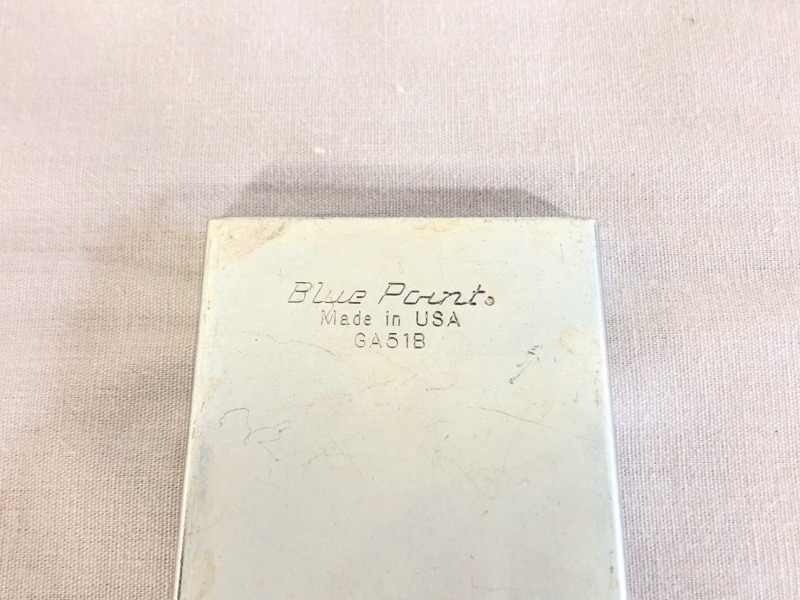 Blue Point.
Made in USA
GA51B